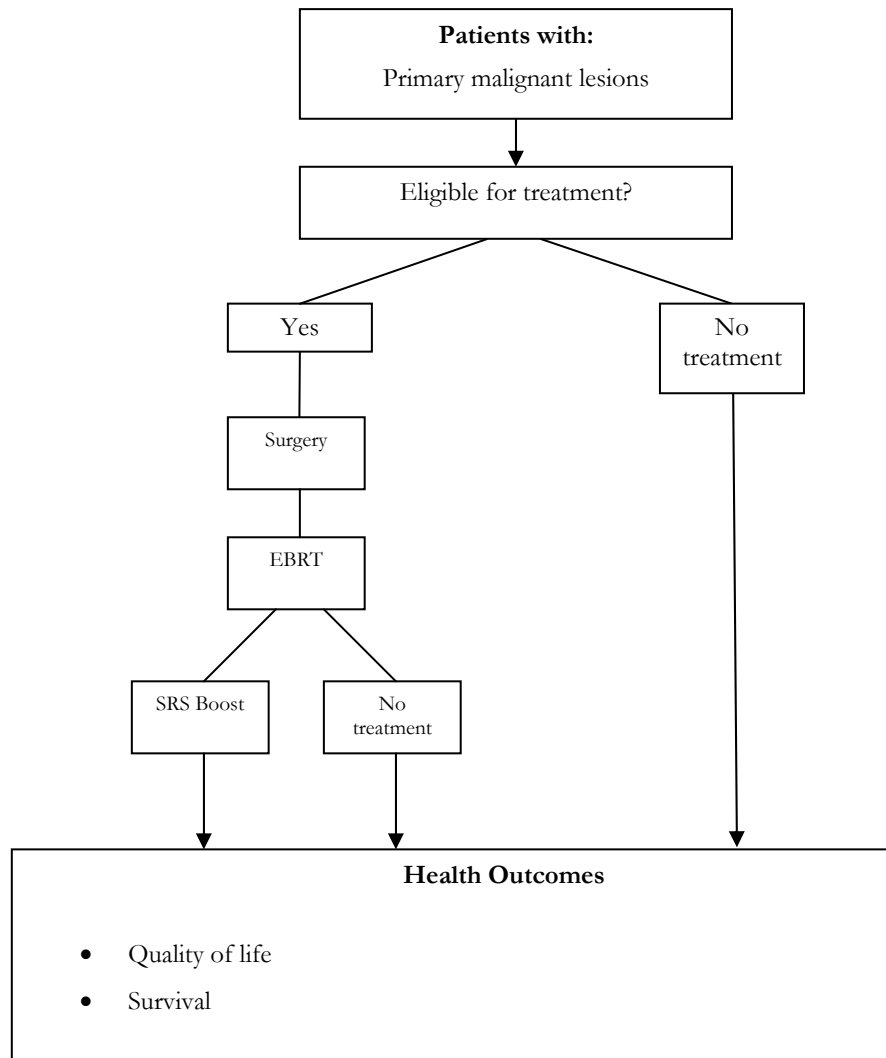 Patients with:
Primary malignant lesions
Eligible for treatment?
Yes
No
treatment
Surgery
EBRT
SRS Boost
No
treatment
Health Outcomes
• Quality of life
• Survival